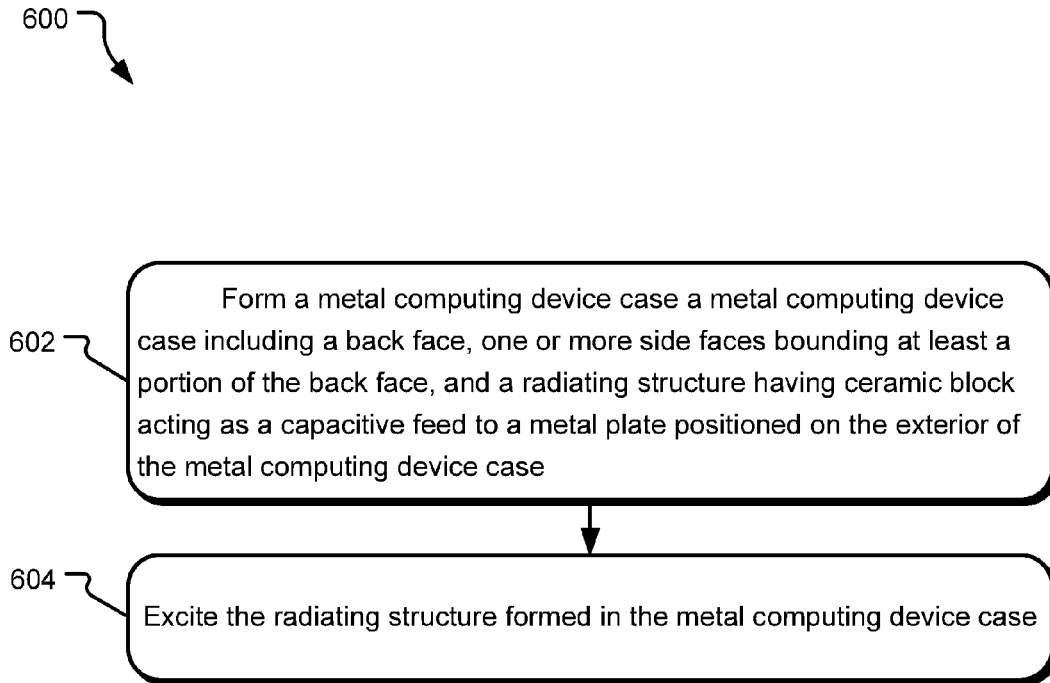 600
602
Form a metal computing device case a metal computing device
case including a back face, one or more side faces bounding at least a
portion of the back face, and a radiating structure having ceramic block
acting as a capacitive feed to a metal plate positioned on the exterior of
the metal computing device case
604
Excite the radiating structure formed in the metal computing device case